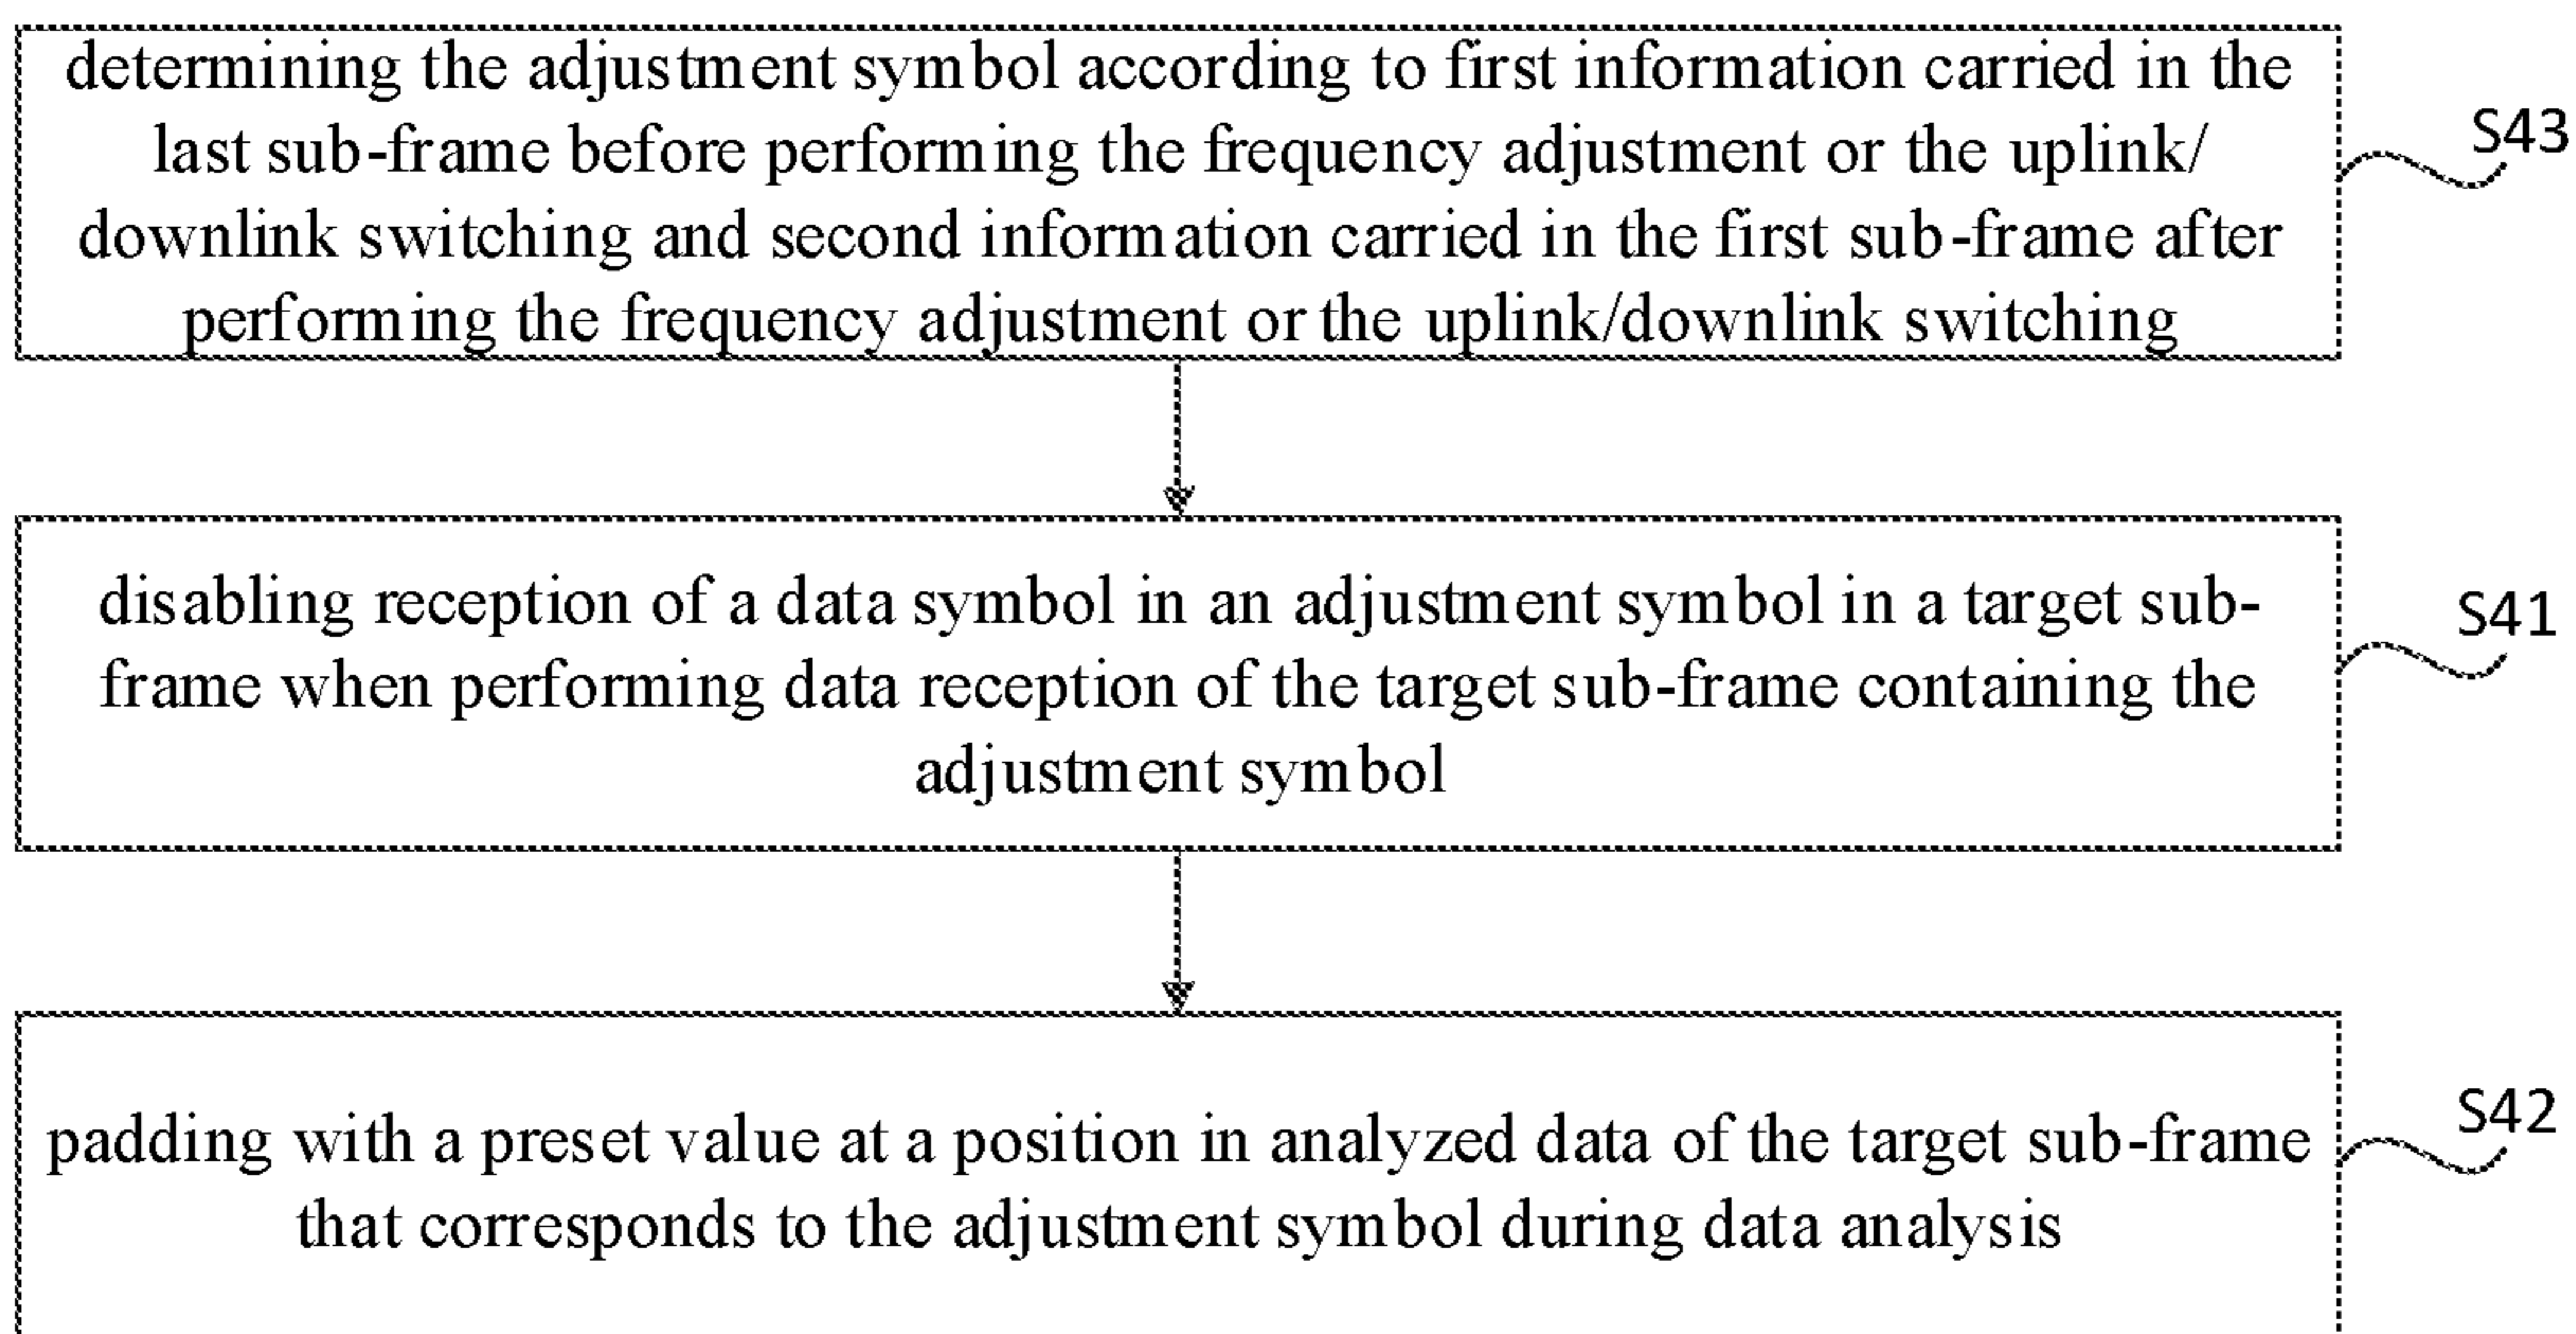 determining the adjustment symbol according to first information carried in the
last sub-frame before performing the frequency adjustment or the uplink/
downlink switching and second information carried in the first sub-frame after
performing the frequency adjustment or the uplink/downlink switching
S43
disabling reception of a data symbol in an adjustment symbol in a target sub-
frame when performing data reception of the target sub-frame containing the
adjustment symbol
S41
padding with a preset value at a position in analyzed data of the target sub-frame
that corresponds to the adjustment symbol during data analysis
S42